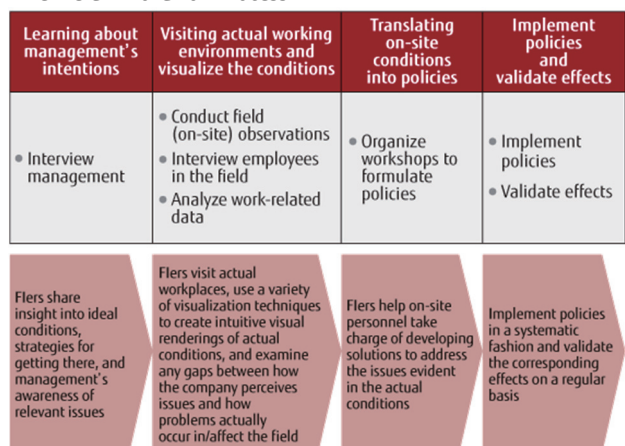 Learning about
management's
intentions
Visiting actual working
environments and
visualize the conditions
Translating
on-site
conditions
into policies
Implement
policies
and
validate effects
• Interview
management
• Conduct field
(on-site) observations
• Interview employees
in the field
• Analyze work-related
data
• Organize
workshops to
formulate
policies
• Implement
policies
• Validate effects
FIers share
insight into ideal
conditions,
strategies for
getting there, and
management's
awareness of
relevant issues
FIers visit actual
workplaces, use a variety
of visualization techniques
to create intuitive visual
renderings of actual
conditions, and examine
any gaps between how
the company perceives
issues and how
problems actually
occur in/affect the field
FIers help on-site
personnel take
charge of developing
solutions to address
the issues evident
in the actual
conditions
Implement policies
in a systematic
fashion and validate
the corresponding
effects on a regular
basis